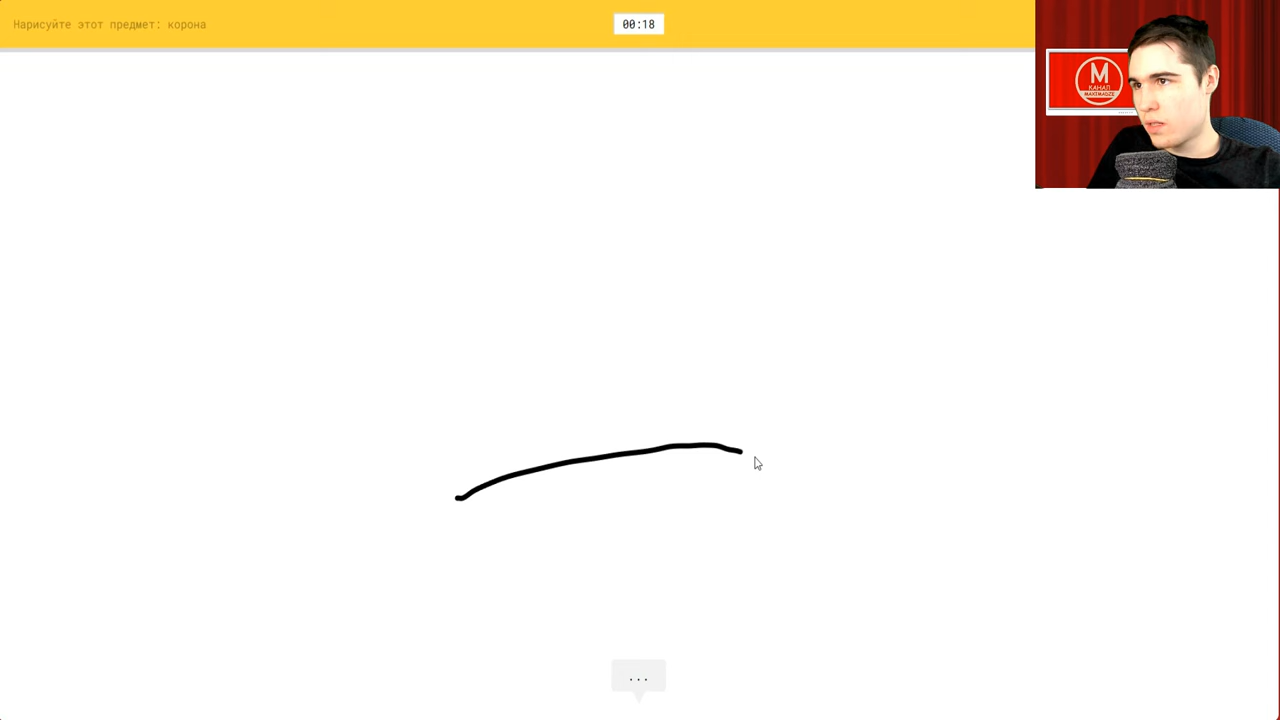 Нарисуйте этот предмет: корона
00:18
М
КАНАЛ
MAXIMADZE
...